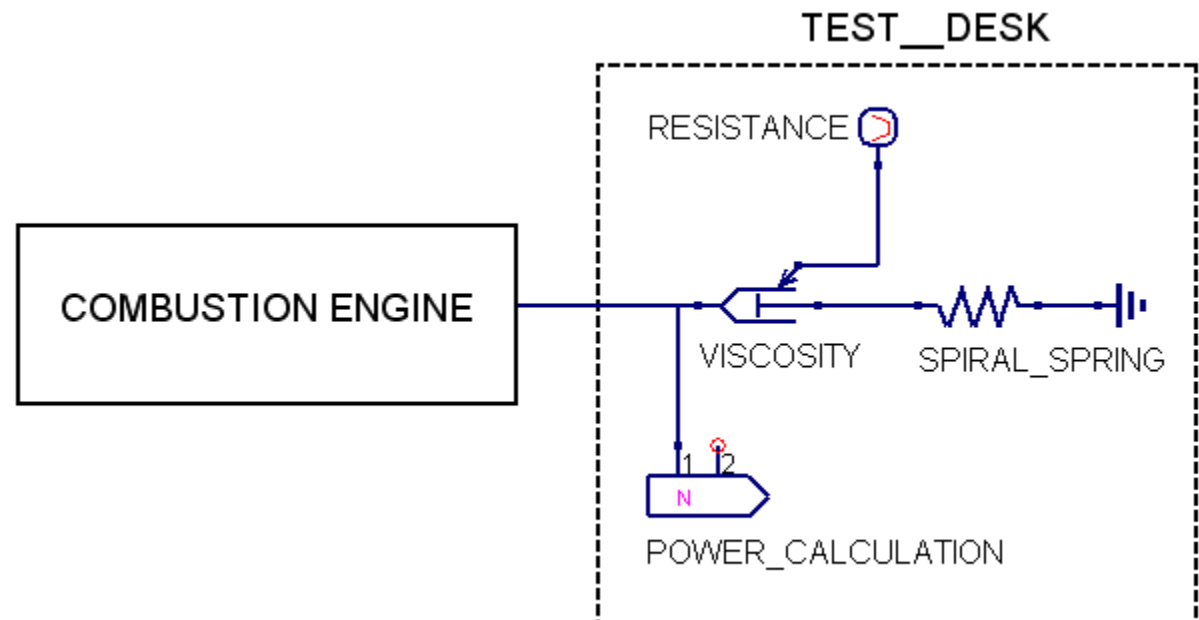 TEST__DESK
RESISTANCE
COMBUSTION ENGINE
VISCOSITY
SPIRAL_SPRING
1 2
N
POWER_CALCULATION